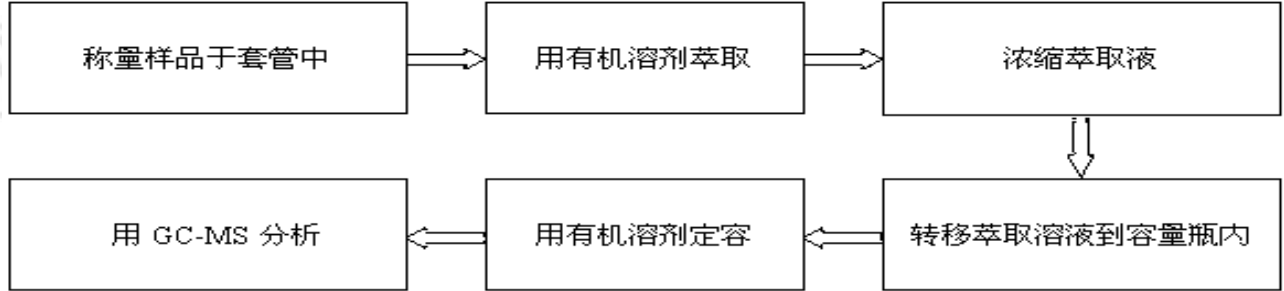 称量样品于套管中
用有机溶剂萃取
浓缩萃取液
转移萃取溶液到容量瓶内
用有机溶剂定容
用 GC-MS 分析